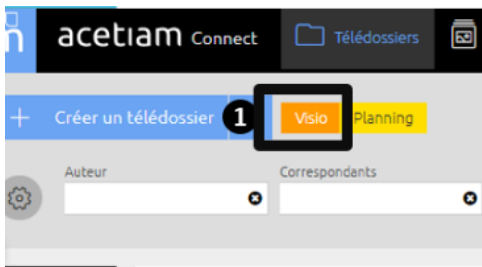 acetiam Connect Télédossiers
+ Créer un télédossier 1 Visio Planning
Auteur Correspondants